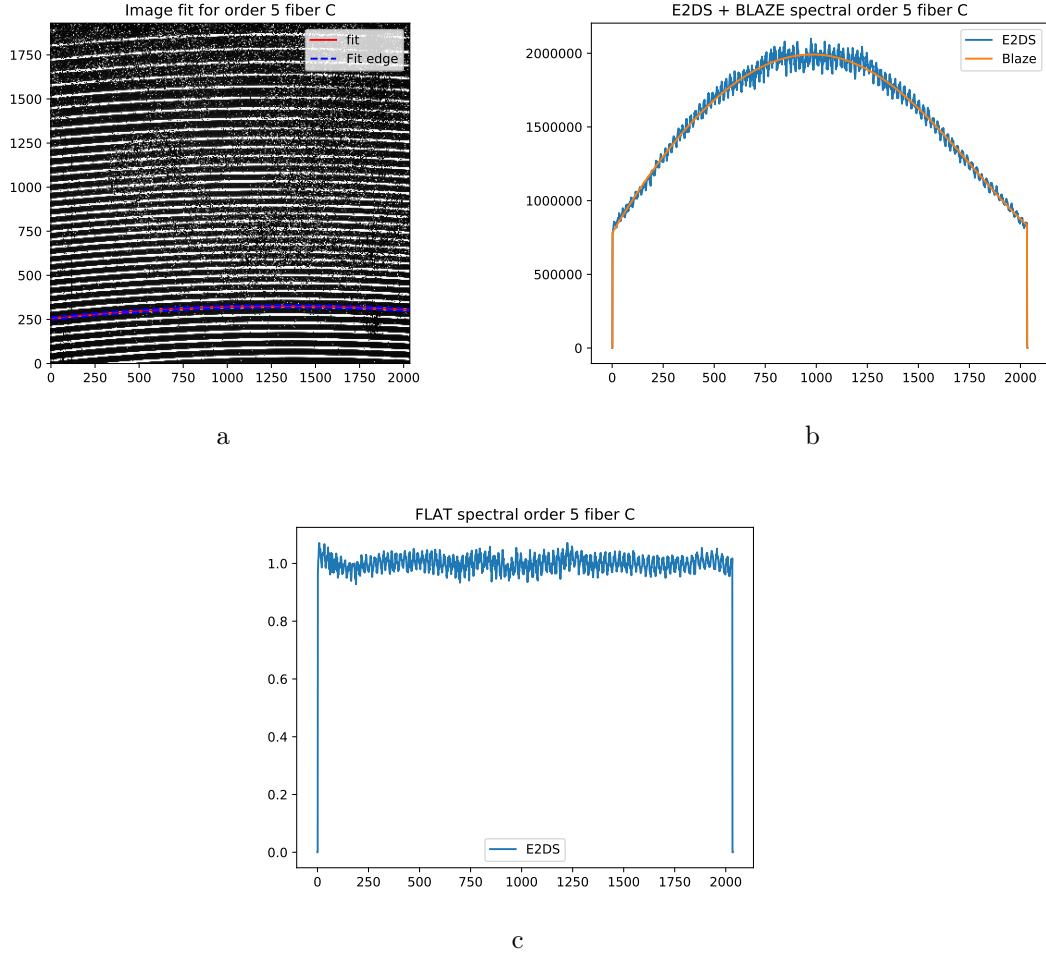 Image fit for order 5 fiber C
fit
Fit edge
1750
1500
1250
1000
750
500
250
0
0 250 500 750 1000 1250 1500 1750 2000
a
E2DS + BLAZE spectral order 5 fiber C
E2DS
Blaze
2000000
1500000
1000000
500000
0
0 250 500 750 1000 1250 1500 1750 2000
b
FLAT spectral order 5 fiber C
1.0
0.8
0.6
0.4
0.2
0.0
E2DS
0 250 500 750 1000 1250 1500 1750 2000
c